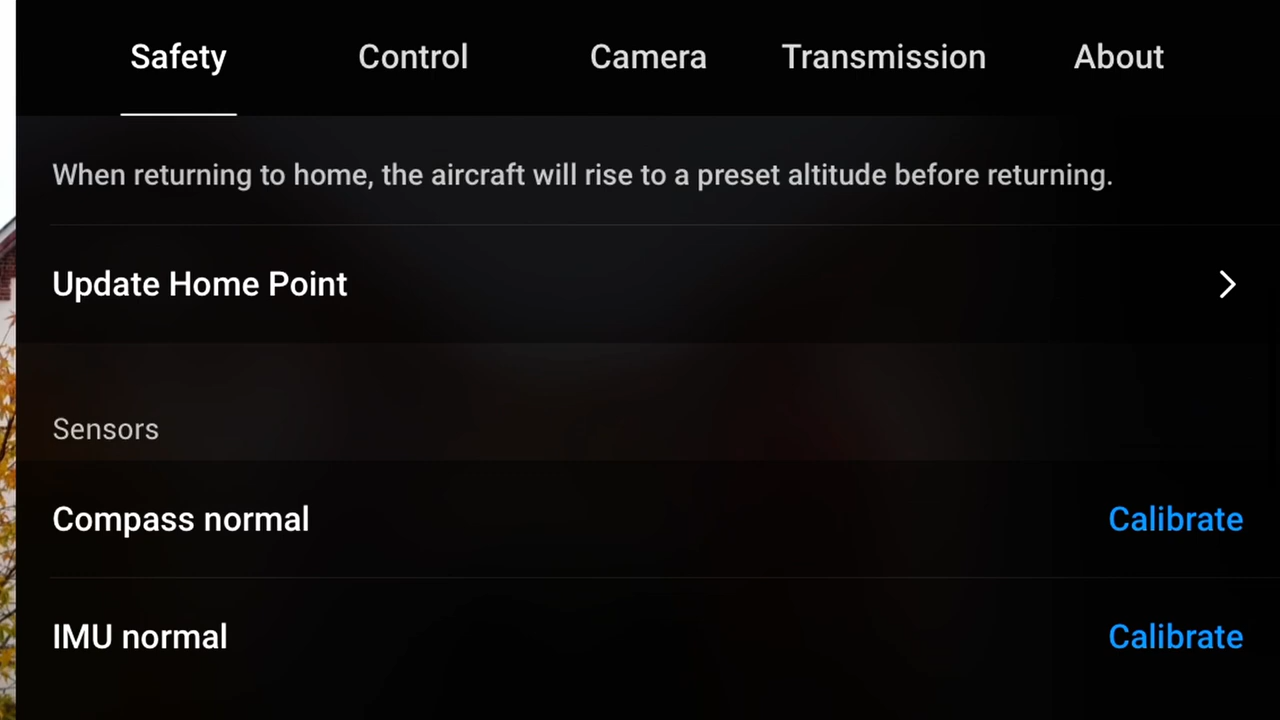 Safety Control Camera Transmission About
When returning to home, the aircraft will rise to a preset altitude before returning.
Update Home Point
Sensors
Compass normal Calibrate
IMU normal Calibrate